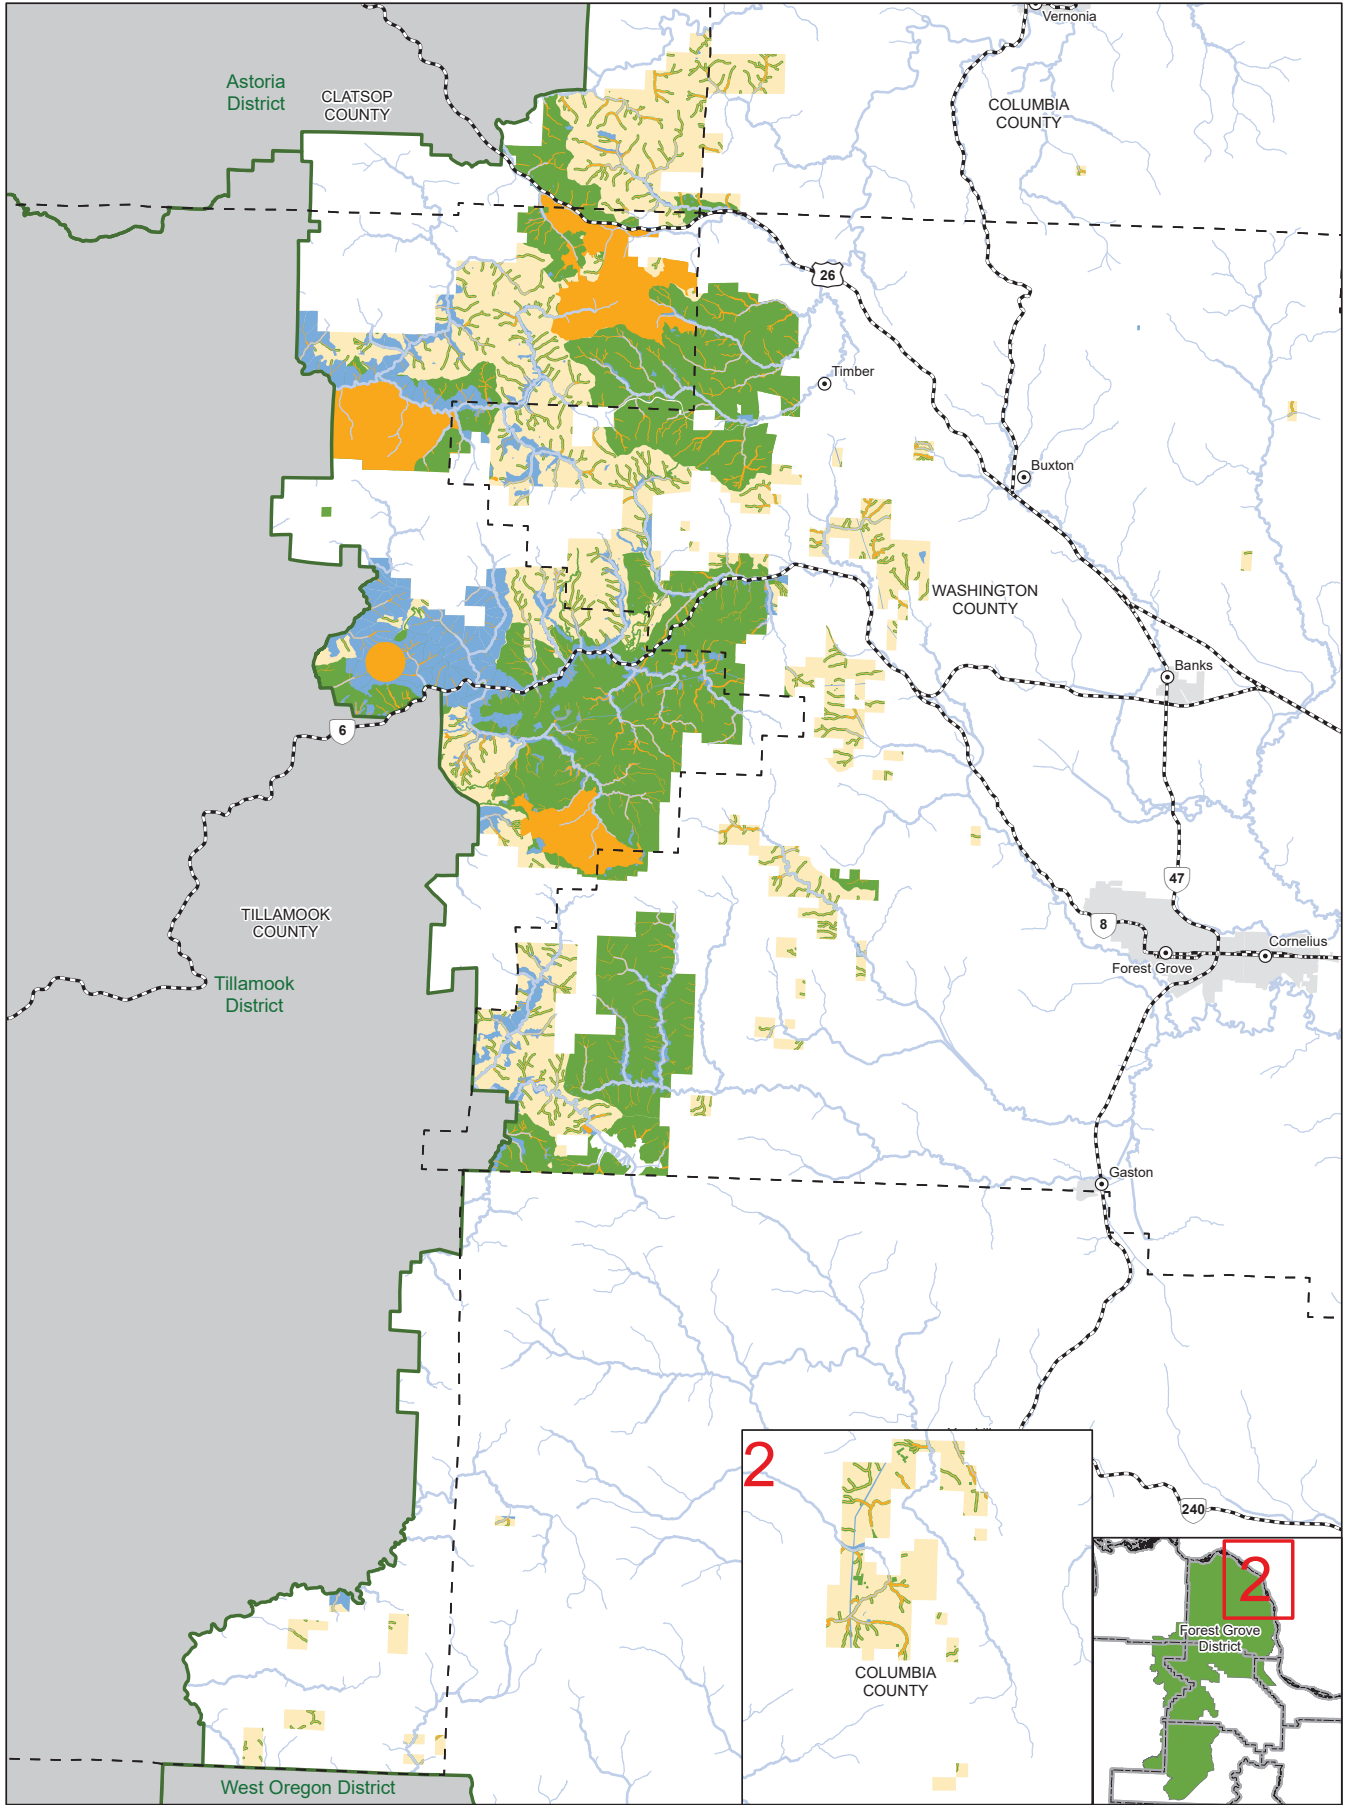 Vernonia
Astoria
District
CLATSOP
COUNTY
COLUMBIA
COUNTY
26
Timber
Buxton
WASHINGTON
COUNTY
Banks
6
47
TILLAMOOK
COUNTY
8
Cornelius
Forest Grove
Tillamook
District
Gaston
2
240
2
Forest Grove
District
COLUMBIA
COUNTY
West Oregon District